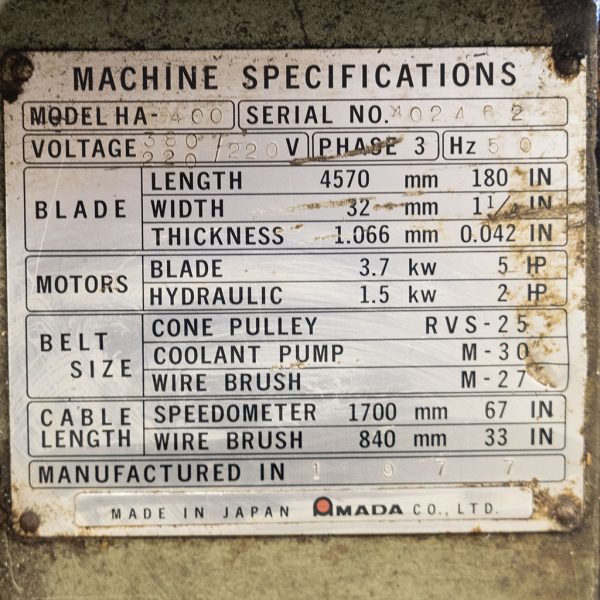 MACHINE SPECIFICATIONS
MODEL HA-400 SERIAL NO. 402462
VOLTAGE 380/220 220 V PHASE 3 Hz 50
BLADE
LENGTH 4570 mm 180 IN
WIDTH 32 mm 1 1/4 IN
THICKNESS 1.066 mm 0.042 IN
MOTORS
BLADE 3.7 kw 5 HP
HYDRAULIC 1.5 kw 2 HP
BELT SIZE
CONE PULLEY RVS-25
COOLANT PUMP M-30
WIRE BRUSH M-27
CABLE LENGTH
SPEEDOMETER 1700 mm 67 IN
WIRE BRUSH 840 mm 33 IN
MANUFACTURED IN 1977
MADE IN JAPAN AMADA CO., LTD.